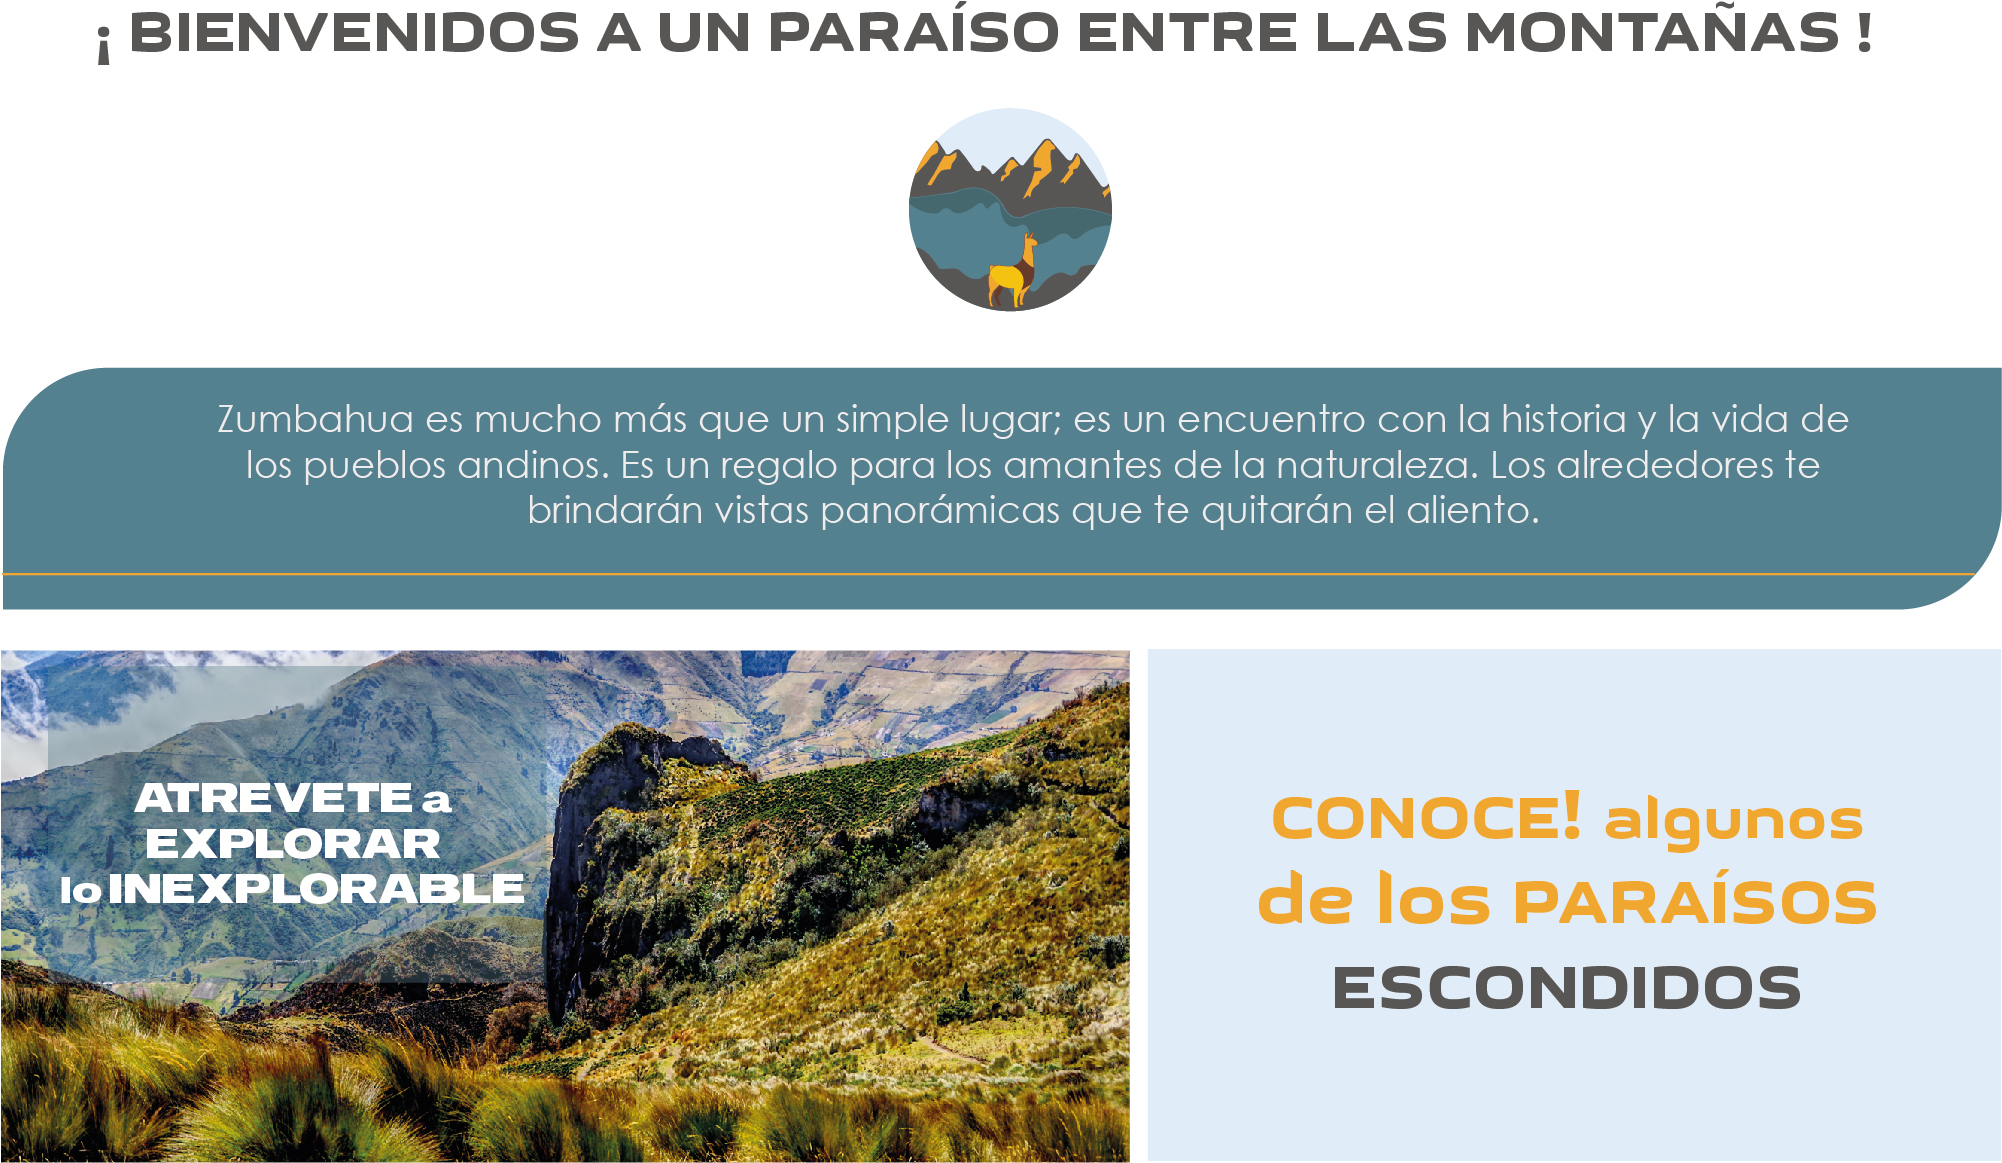 ¡ BIENVENIDOS A UN PARAÍSO ENTRE LAS MONTAÑAS !
Zumbahua es mucho más que un simple lugar; es un encuentro con la historia y la vida de
los pueblos andinos. Es un regalo para los amantes de la naturaleza. Los alrededores te
brindarán vistas panorámicas que te quitarán el aliento.
ATREVETE a
EXPLORAR
lo INEXPLORABLE
CONOCE! algunos
de los PARAÍSOS
ESCONDIDOS